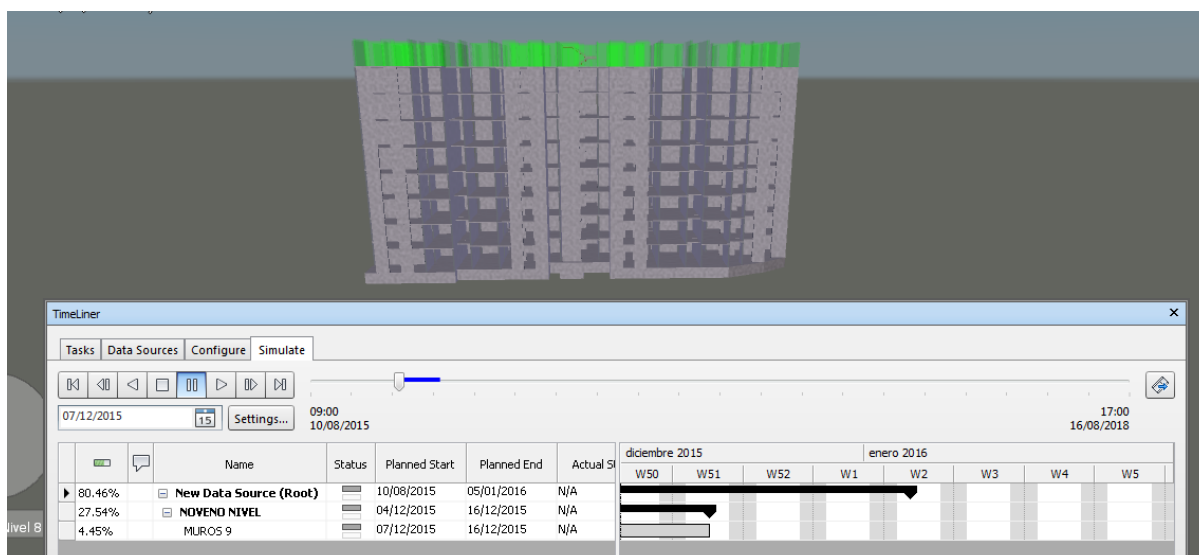 TimeLiner
Tasks Data Sources Configure Simulate
07/12/2015 15 Settings... 09:00 17:00
10/08/2015 16/08/2018
Name Status Planned Start Planned End Actual diciembre 2015 enero 2016
W50 W51 W52 W1 W2 W3 W4 W5
80.46% New Data Source (Root) 10/08/2015 05/01/2016 N/A
27.54% NOVENO NIVEL 04/12/2015 16/12/2015 N/A
Nivel 8
4.45% MUROS 9 07/12/2015 16/12/2015 N/A